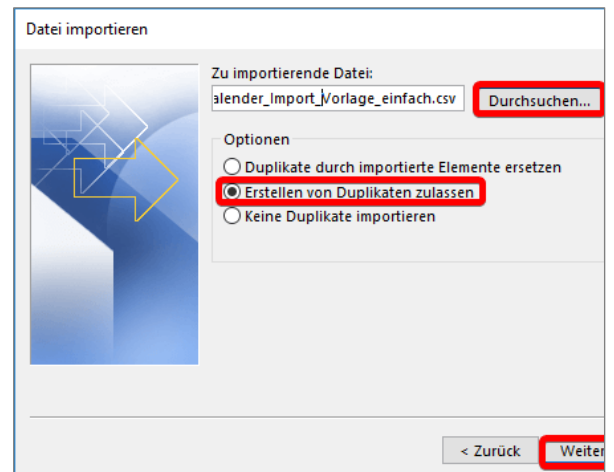 Datei importieren
Zu importierende Datei:
alender_Import_Vorlage_einfach.csv
Durchsuchen...
Optionen
Duplikate durch importierte Elemente ersetzen
Erstellen von Duplikaten zulassen
Keine Duplikate importieren
< Zurück
Weiter